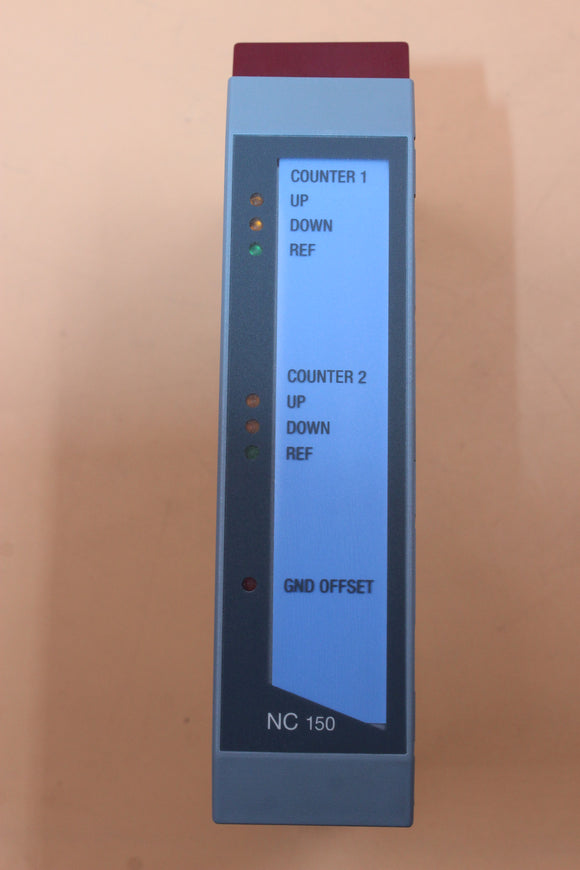 COUNTER 1
UP
DOWN
REF
COUNTER 2
UP
DOWN
REF
GND OFFSET
NC 150